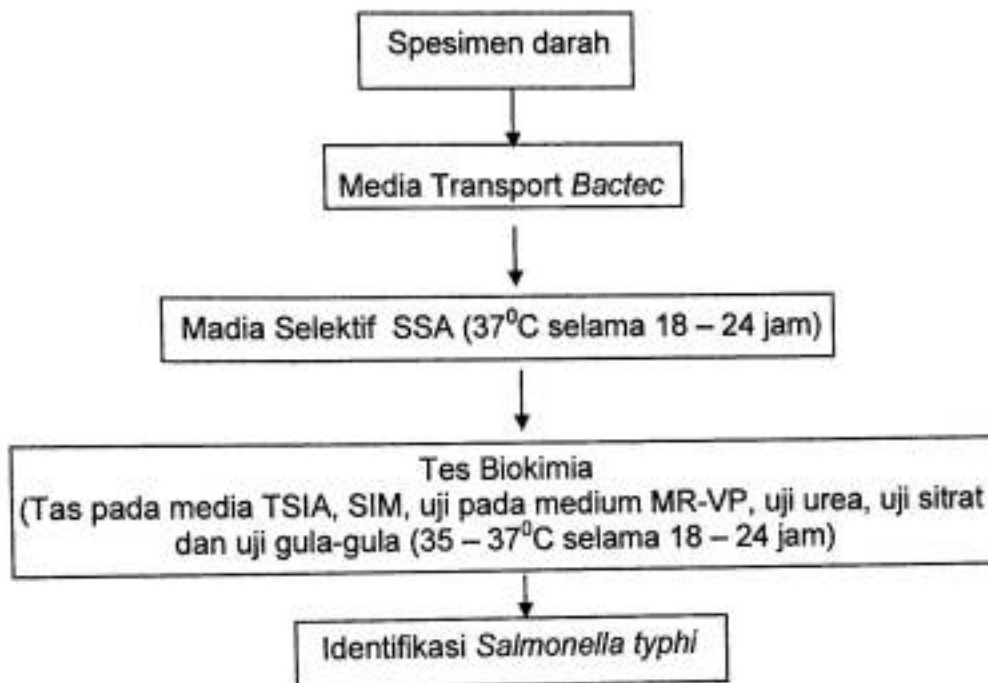 Spesimen darah
Media Transport Bactec
Madia Selektif SSA (37⁰C selama 18 – 24 jam)
Tes Biokimia
(Tas pada media TSIA, SIM, uji pada medium MR-VP, uji urea, uji sitrat
dan uji gula-gula (35 – 37⁰C selama 18 – 24 jam)
Identifikasi Salmonella typhi